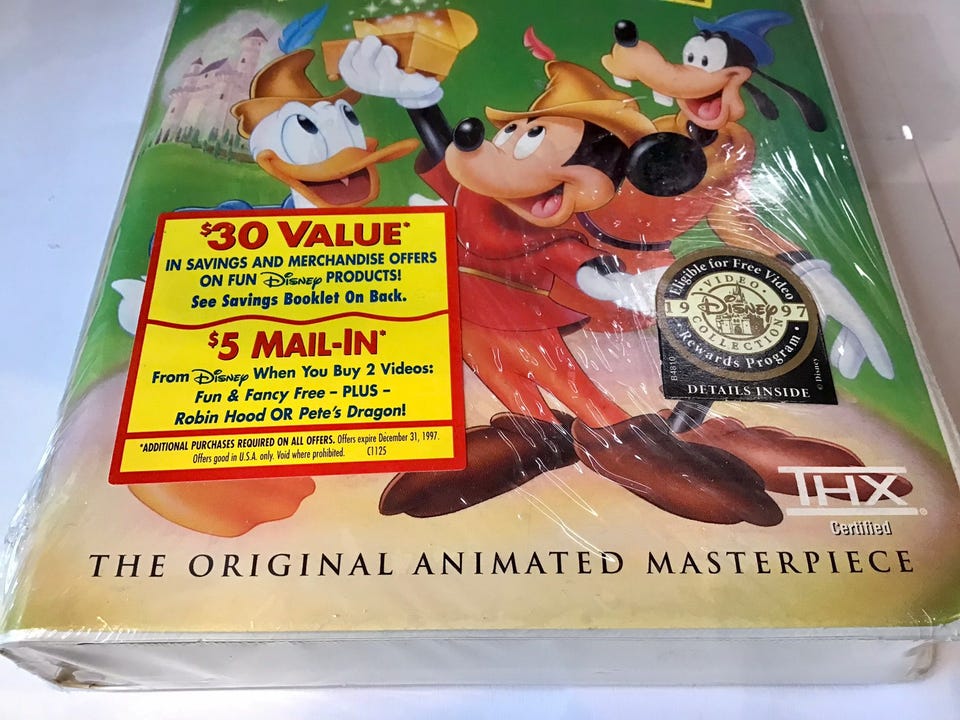 $30 VALUE*
IN SAVINGS AND MERCHANDISE OFFERS
ON FUN Disney PRODUCTS!
See Savings Booklet On Back.
$5 MAIL-IN*
From Disney When You Buy 2 Videos:
Fun & Fancy Free – PLUS –
Robin Hood OR Pete's Dragon!
*ADDITIONAL PURCHASES REQUIRED ON ALL OFFERS. Offers expire December 31, 1997.
Offers good in U.S.A. only. Void where prohibited. C1125
Eligible for Free Video
VIDEO
1997
Disney
COLLECTION
• Rewards Program •
B4810
© Disney
DETAILS INSIDE
THX
Certified
THE ORIGINAL ANIMATED MASTERPIECE